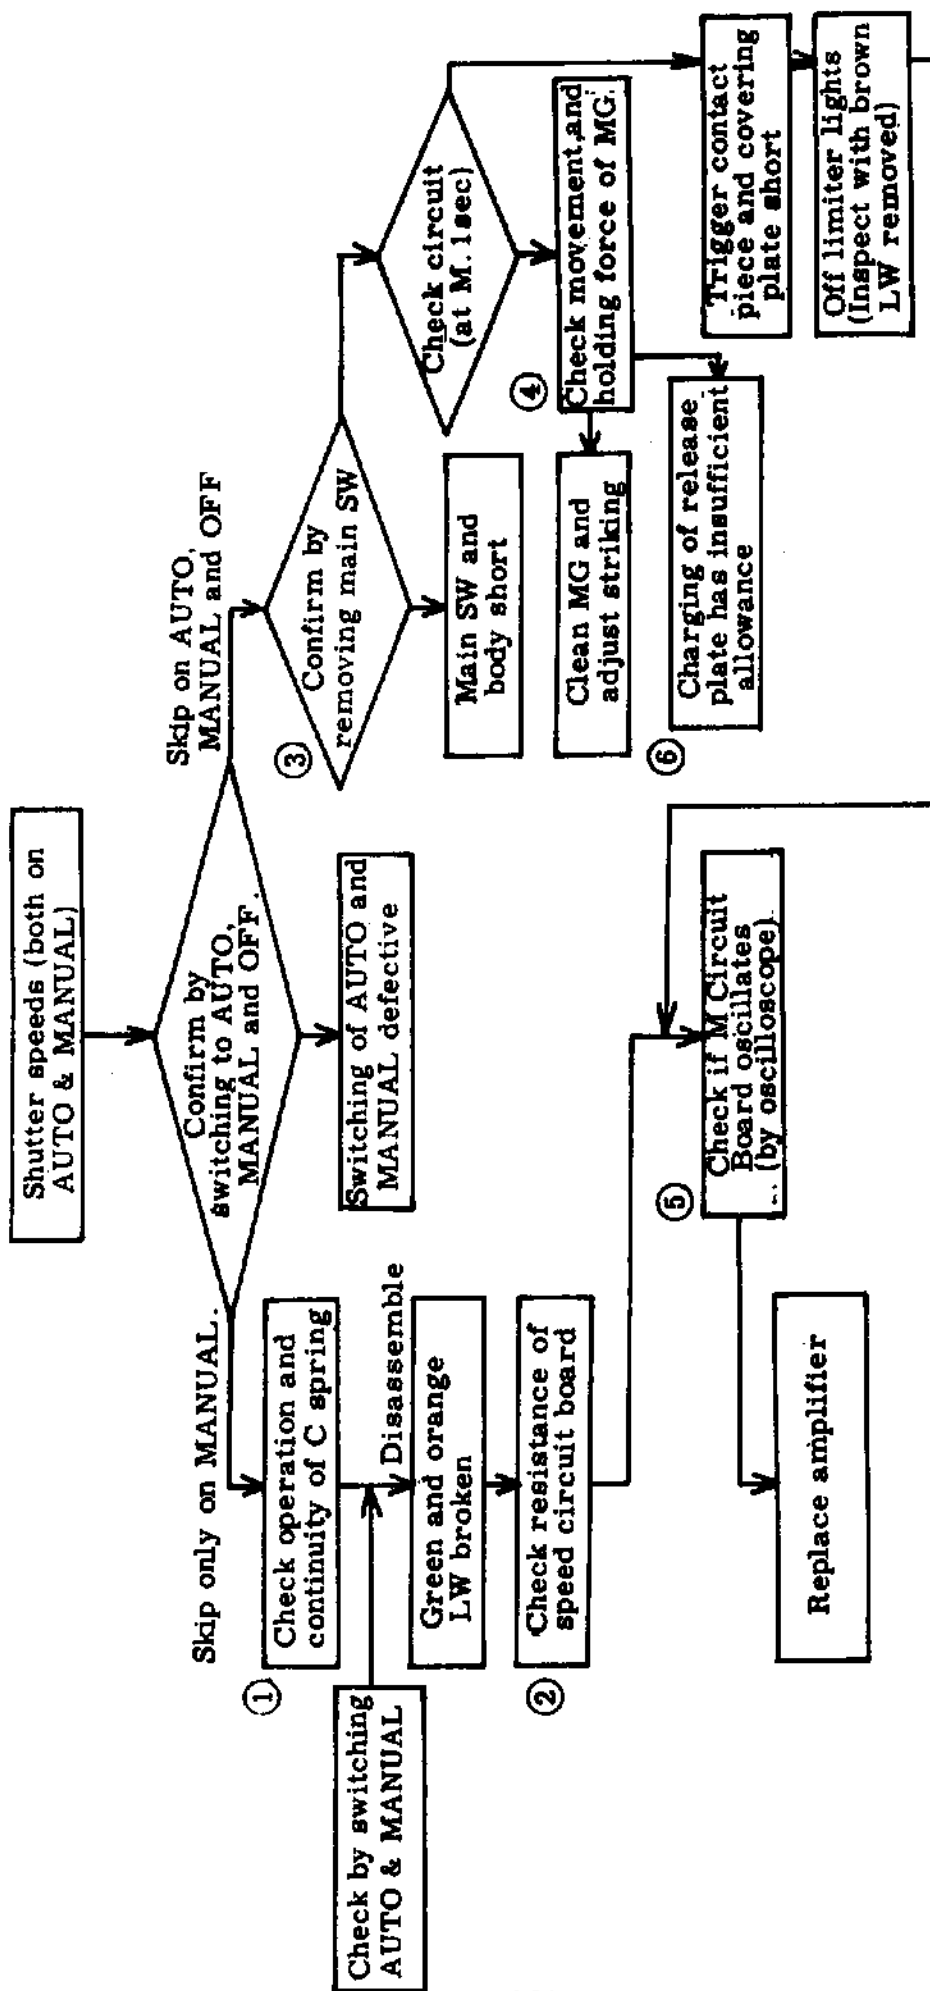 Shutter speeds (both on
AUTO & MANUAL)
Confirm by
switching to AUTO,
MANUAL and OFF.
Skip only on MANUAL.
Skip on AUTO,
MANUAL and OFF
①
Check operation and
continuity of C spring
Switching of AUTO and
MANUAL defective
③
Confirm by
removing main SW
Check by switching
AUTO & MANUAL
Disassemble
Green and orange
LW broken
②
Check resistance of
speed circuit board
Main SW and
body short
Check circuit
(at M. 1sec)
④
Check movement, and
holding force of MG
Clean MG and
adjust striking
⑥
Charging of release
plate has insufficient
allowance
Trigger contact
piece and covering
plate short
Off limiter lights
(Inspect with brown
LW removed)
⑤
Check if M Circuit
Board oscillates
(by oscilloscope)
Replace amplifier